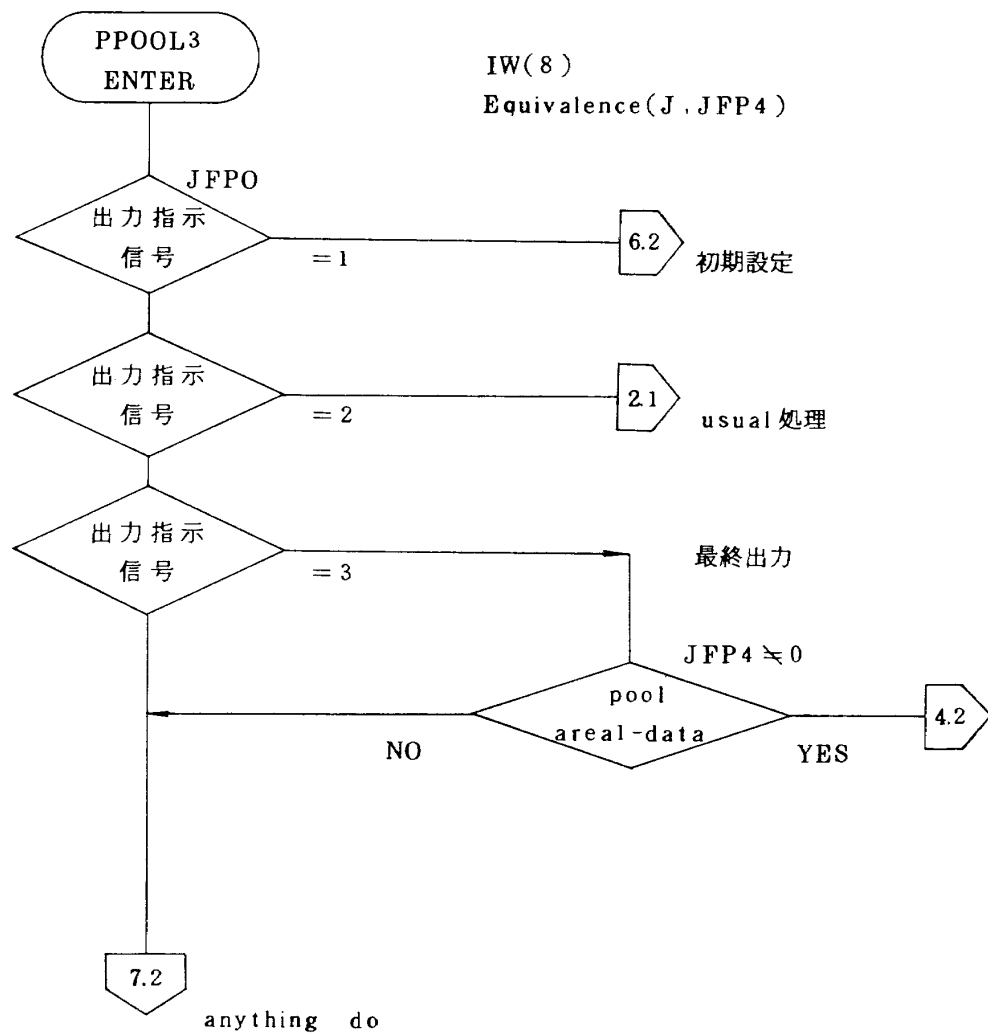 PPOOL3
ENTER
IW(8)
Equivalence(J,JFP4)
JFPO
出力指示
信号
=1
6.2
初期設定
出力指示
信号
=2
2.1
usual処理
出力指示
信号
=3
最終出力
JFP4≒0
pool
areal-data
NO
YES
4.2
7.2
anything do